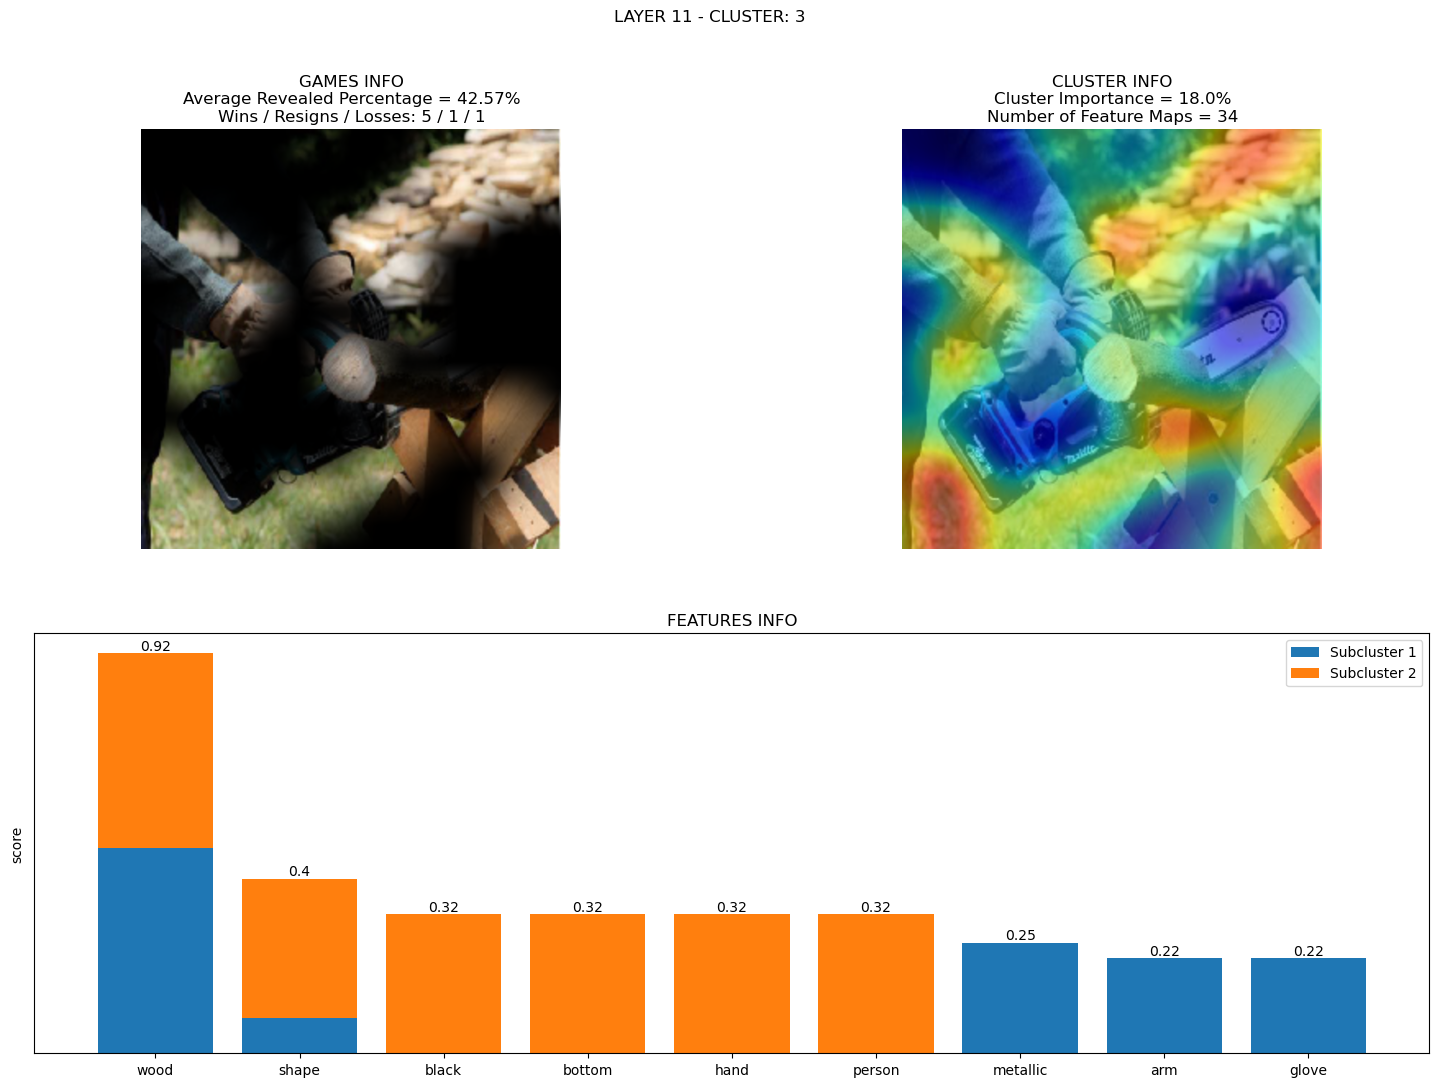 LAYER 11 - CLUSTER: 3
GAMES INFO
Average Revealed Percentage = 42.57%
Wins / Resigns / Losses: 5 / 1 / 1
CLUSTER INFO
Cluster Importance = 18.0%
Number of Feature Maps = 34
FEATURES INFO
Subcluster 1
Subcluster 2
score
0.92
0.4
0.32
0.32
0.32
0.32
0.25
0.22
0.22
wood
shape
black
bottom
hand
person
metallic
arm
glove